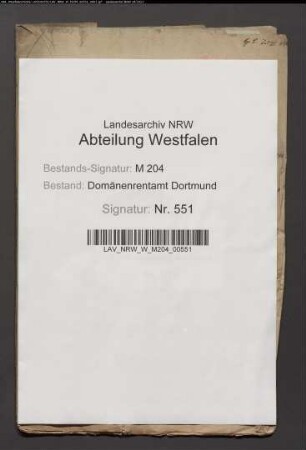 Landesarchiv NRW
Abteilung Westfalen
Bestands-Signatur: M 204
Bestand: Domänenrentamt Dortmund
Signatur: Nr. 551
LAV_NRW_W_M204_00551